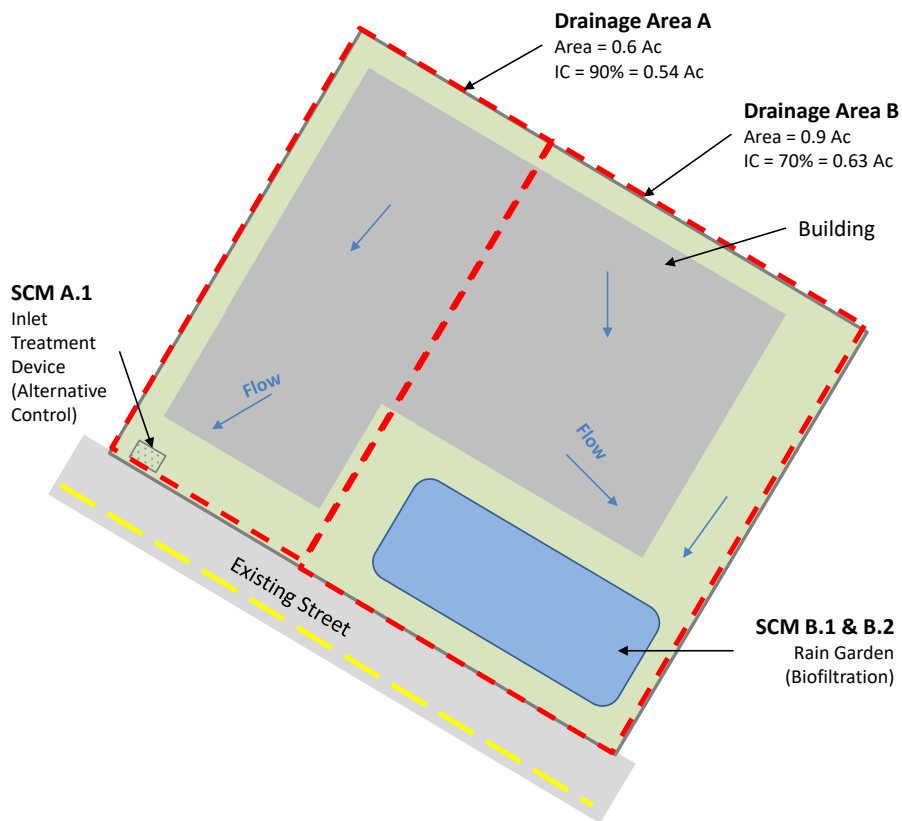 Drainage Area A
Area = 0.6 Ac
IC = 90% = 0.54 Ac
Drainage Area B
Area = 0.9 Ac
IC = 70% = 0.63 Ac
Building
SCM A.1
Inlet
Treatment
Device
(Alternative
Control)
Flow
Flow
Existing Street
SCM B.1 & B.2
Rain Garden
(Biofiltration)